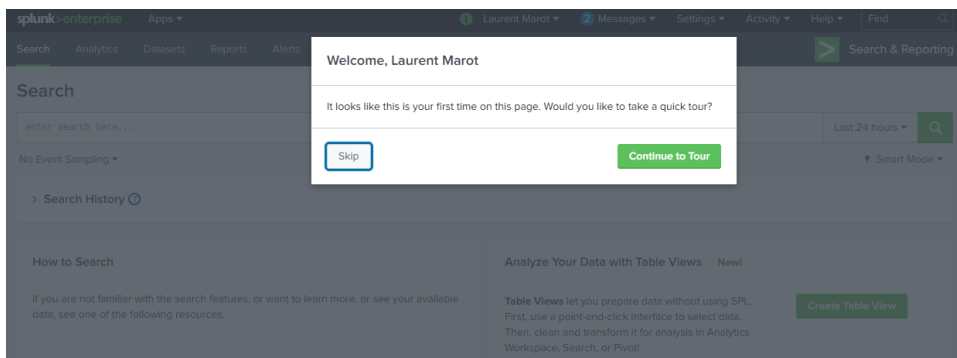 splunk>enterprise Apps ▾ Laurent Marot ▾ 2 Messages ▾ Settings ▾ Activity ▾ Help ▾ Find
Search Analytics Datasets Reports Alerts Search & Reporting
Welcome, Laurent Marot
It looks like this is your first time on this page. Would you like to take a quick tour?
Skip Continue to Tour
Search
enter search here... Last 24 hours ▾
No Event Sampling ▾ Smart Mode ▾
> Search History ?
How to Search
If you are not familiar with the search features, or want to learn more, or see your available
data, see one of the following resources.
Analyze Your Data with Table Views New!
Table Views let you prepare data without using SPL.
First, use a point-and-click interface to select data.
Then, clean and transform it for analysis in Analytics
Workspace, Search, or Pivot!
Create Table View